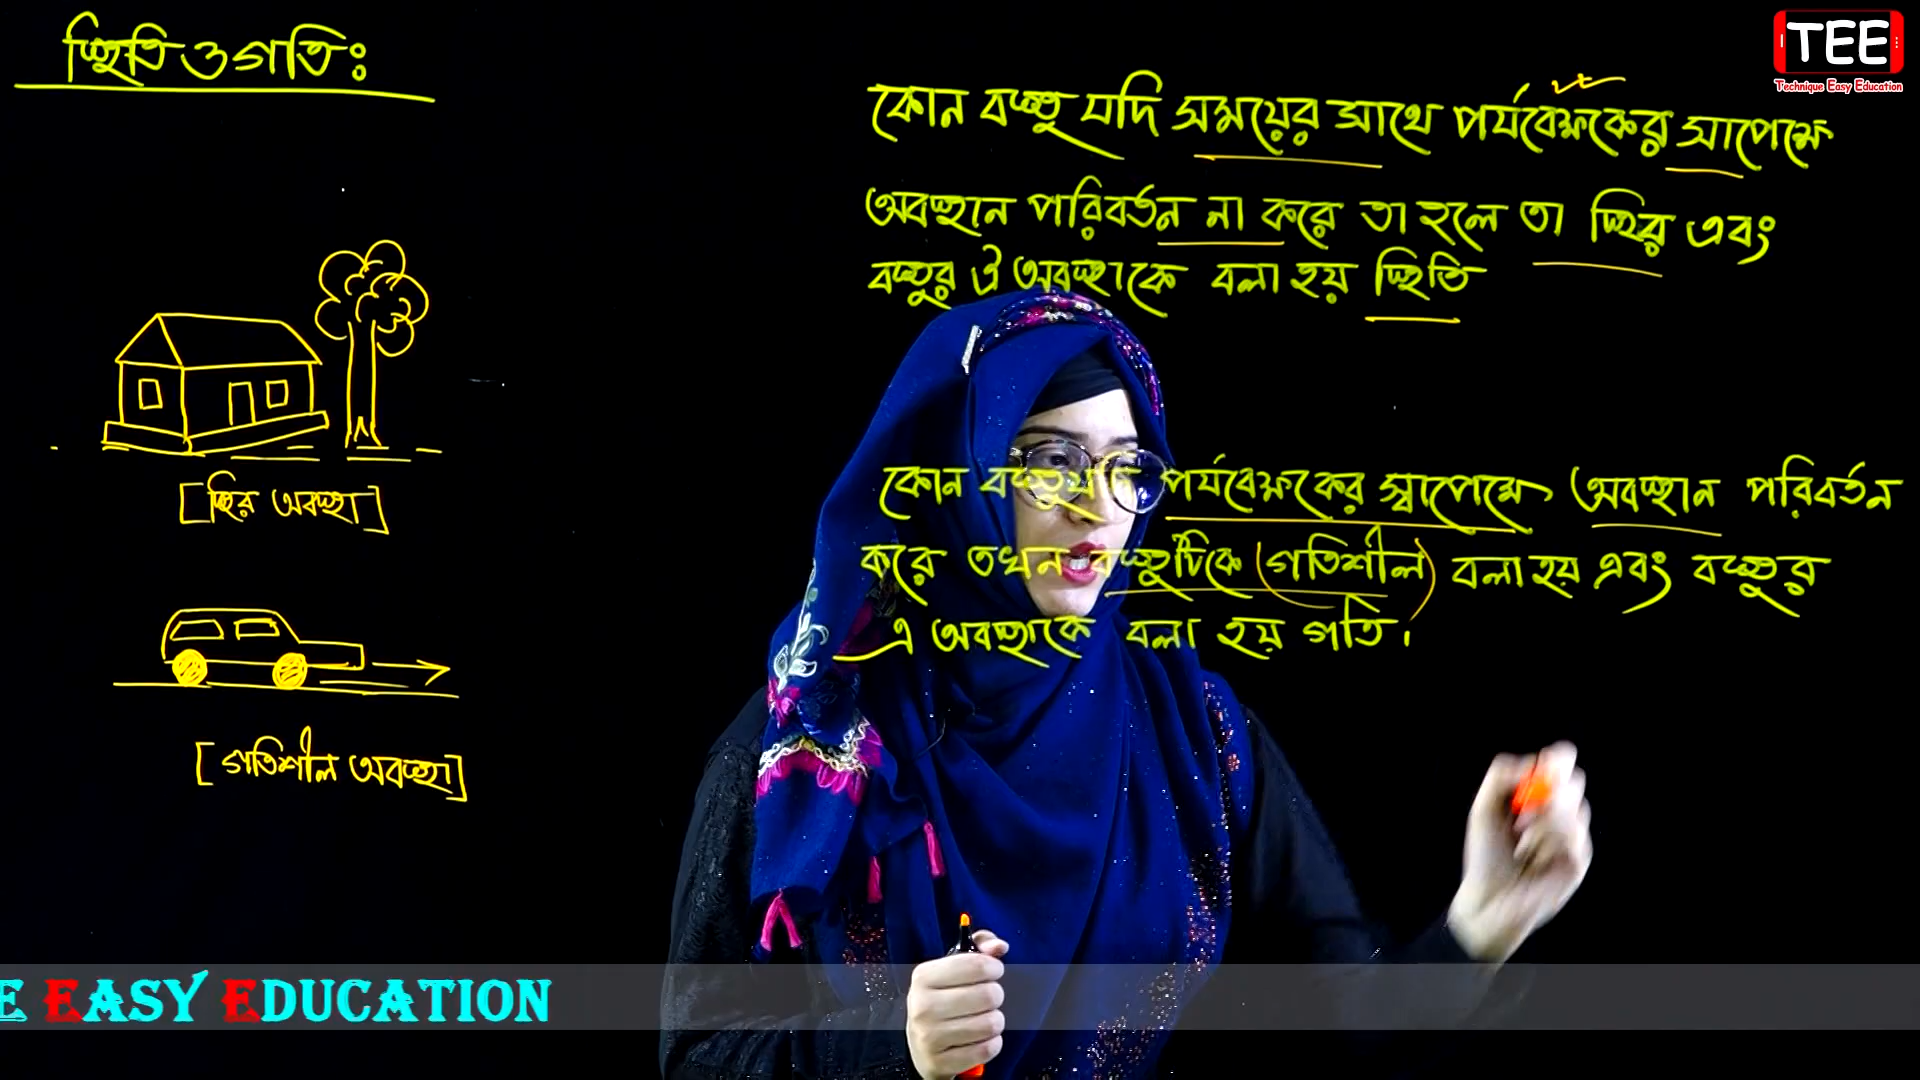 স্থিতি ও গতি:
কোন বস্তু যদি সময়ের সাথে পর্যবেক্ষকের সাপেক্ষে
অবস্থান পরিবর্তন না করে তা হলে তা স্থির এবং
বস্তুর ঐ অবস্থাকে বলা হয় স্থিতি
[স্থির অবস্থা]
কোন বস্তু যদি পর্যবেক্ষকের স্বাপেক্ষে অবস্থান পরিবর্তন
করে তখন বস্তুটিকে (গতিশীল) বলা হয় এবং বস্তুর
এ অবস্থাকে বলা হয় গতি।
[গতিশীল অবস্থা]
TEE
Technique Easy Education
E EASY EDUCATION